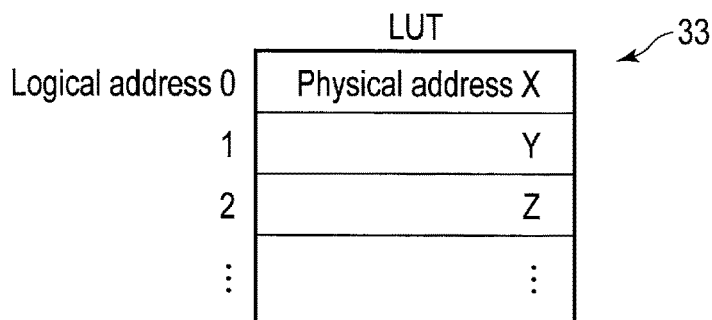 LUT
33
Logical address 0 Physical address X
1 Y
2 Z
⋮ ⋮